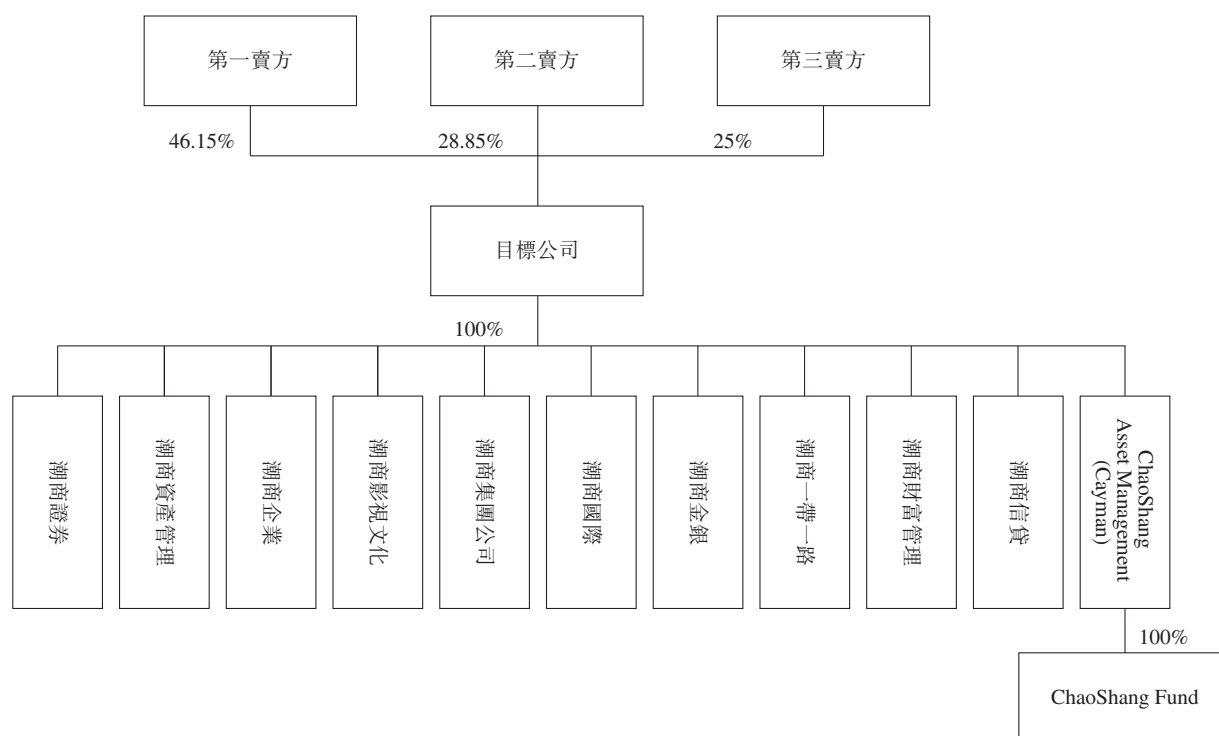 第一賣方
第二賣方
第三賣方
46.15%
28.85%
25%
目標公司
100%
潮商證券
潮商資產管理
潮商企業
潮商影視文化
潮商集團公司
潮商國際
潮商金銀
潮商一帶一路
潮商財富管理
潮商信貸
ChaoShang
Asset Management
(Cayman)
100%
ChaoShang Fund